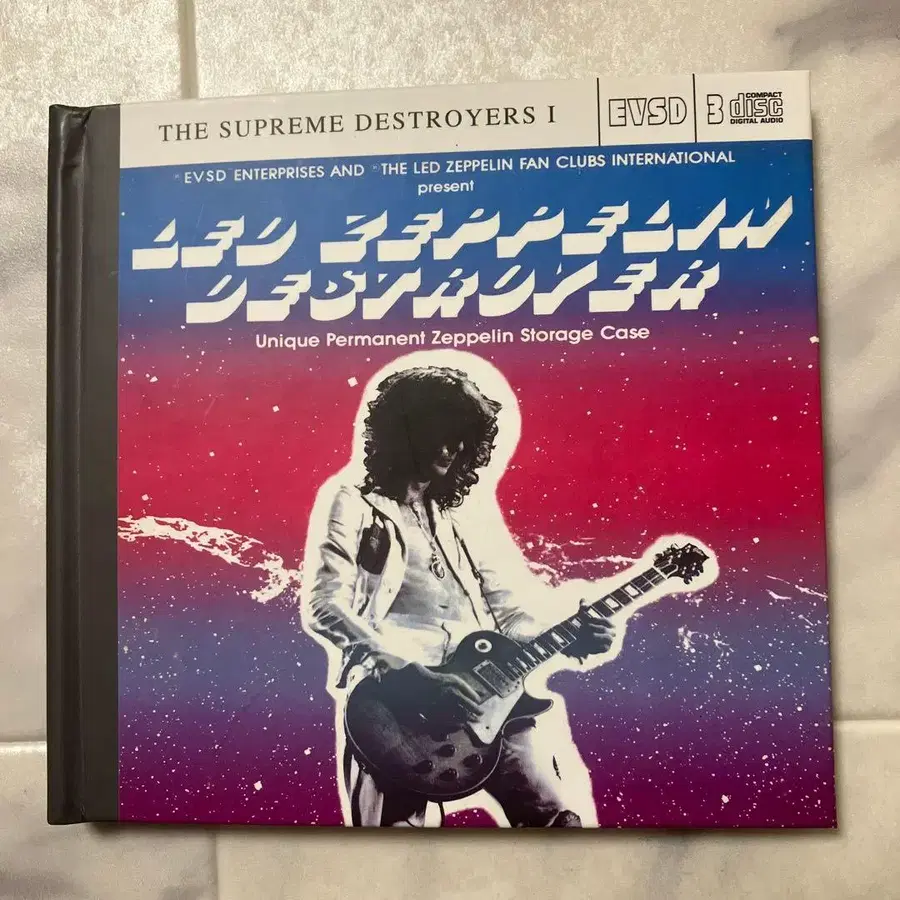 THE SUPREME DESTROYERS I
EVSD
3 COMPACT disc DIGITAL AUDIO
*EVSD ENTERPRISES AND *THE LED ZEPPELIN FAN CLUBS INTERNATIONAL
present
LED ZEPPELIN
DESTROYER
Unique Permanent Zeppelin Storage Case